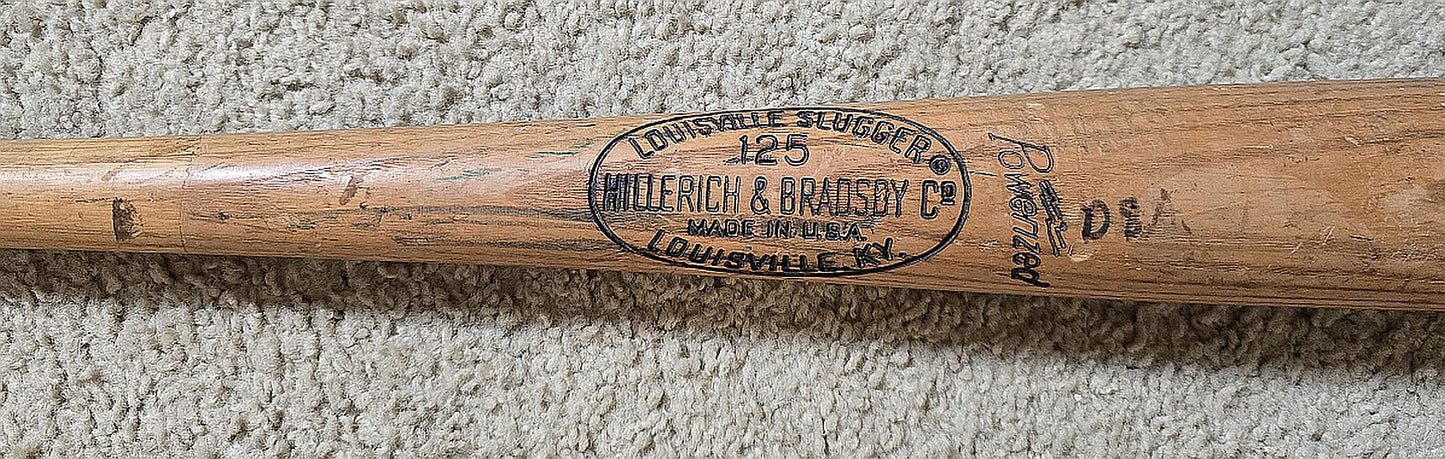 LOUISVILLE SLUGGER®
125
HILLERICH & BRADSBY Co
MADE IN U.S.A.
LOUISVILLE, KY.
Powerized
DSA